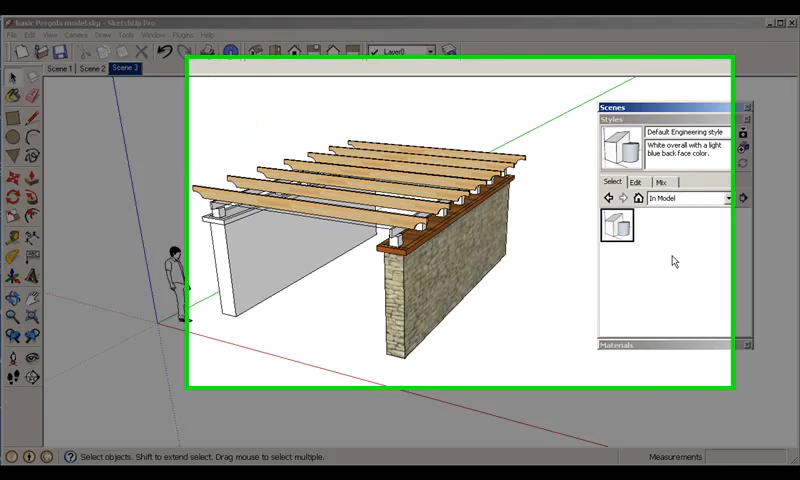 basic Pergola model.skp - SketchUp Pro
File Edit View Camera Draw Tools Window Plugins Help
Layer0
Scene 1 Scene 2 Scene 3
Scenes
Styles
Default Engineering style
White overall with a light
blue back face color.
Select Edit Mix
In Model
Materials
Select objects. Shift to extend select. Drag mouse to select multiple.
Measurements